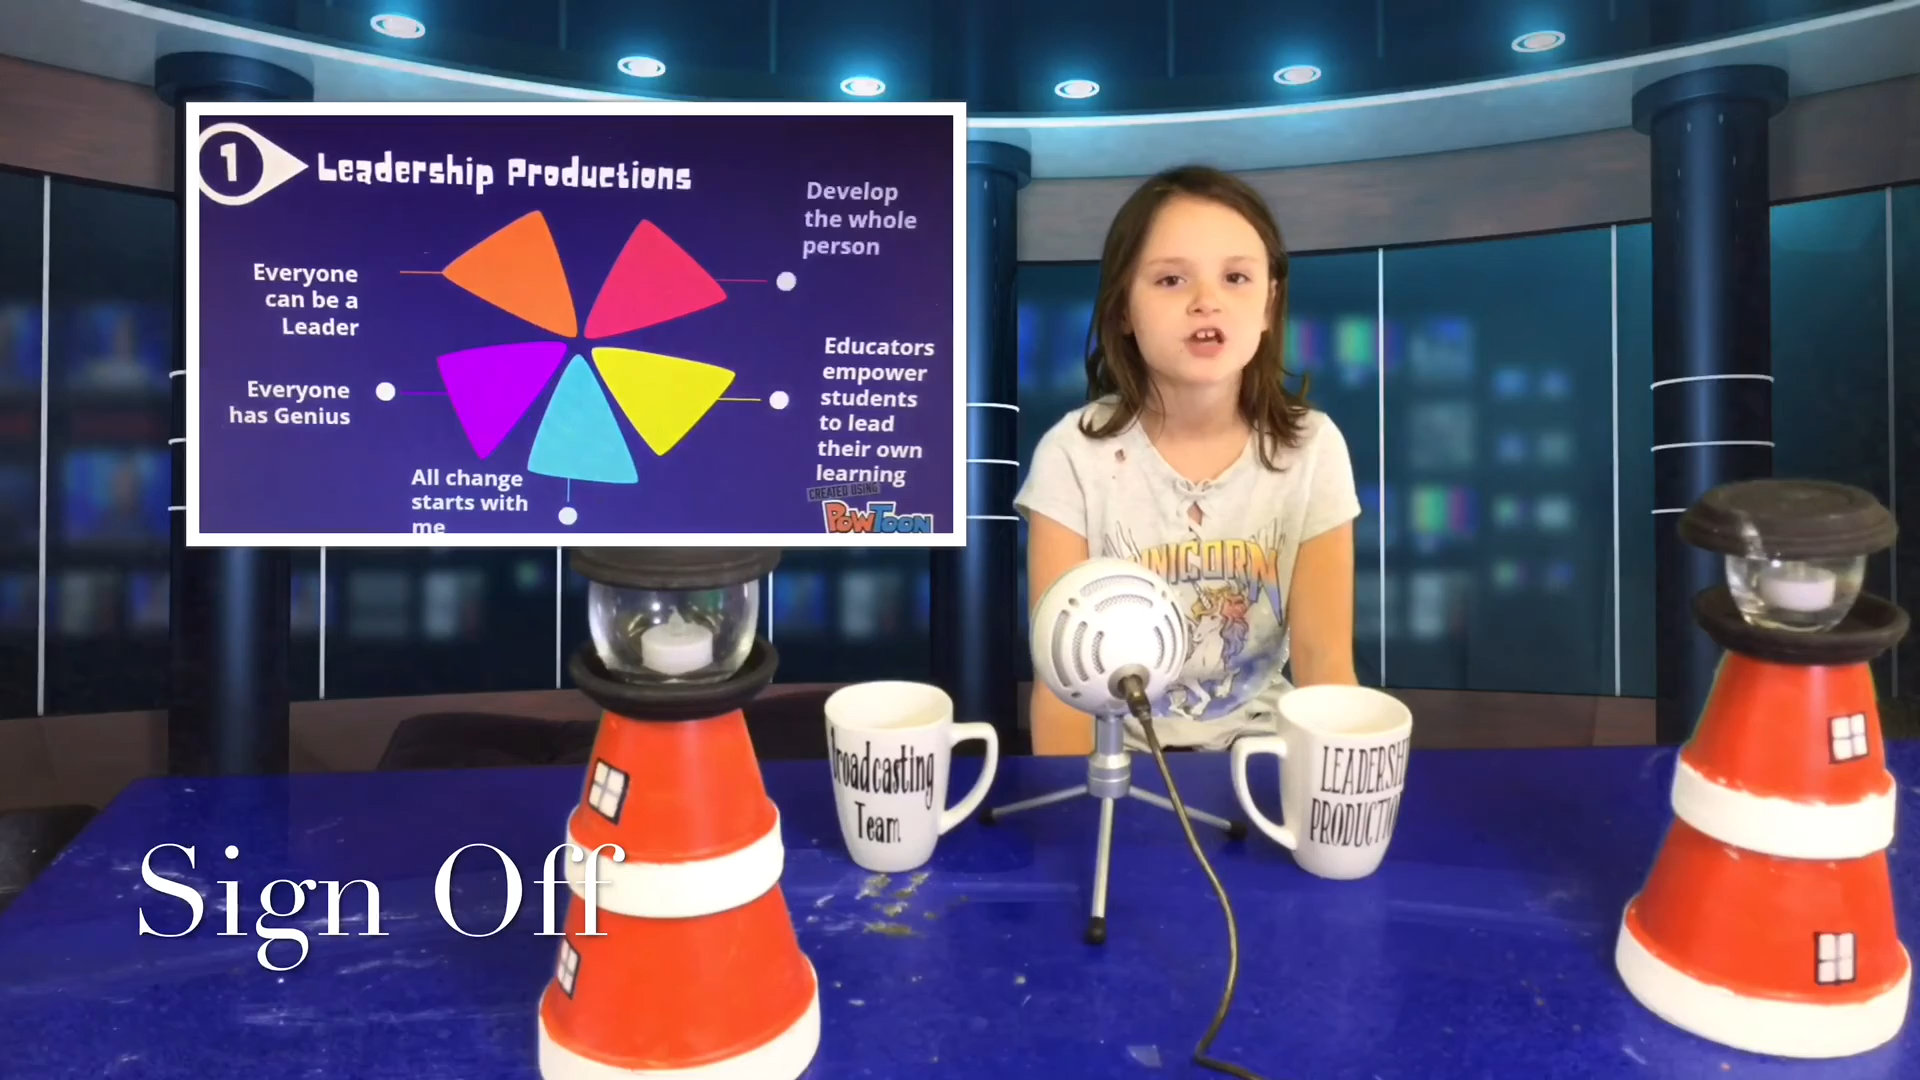 1
Leadership Productions
Develop
the whole
person
Everyone
can be a
Leader
Everyone
has Genius
Educators
empower
students
to lead
their own
learning
All change
starts with
me
CREATED USING
POWTOON
UNICORN
Broadcasting
Team
LEADERSHI
PRODUCTIO
Sign Off